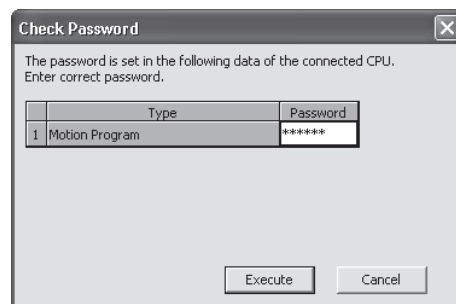 Check Password
The password is set in the following data of the connected CPU.
Enter correct password.
Type Password
1 Motion Program ******
Execute Cancel